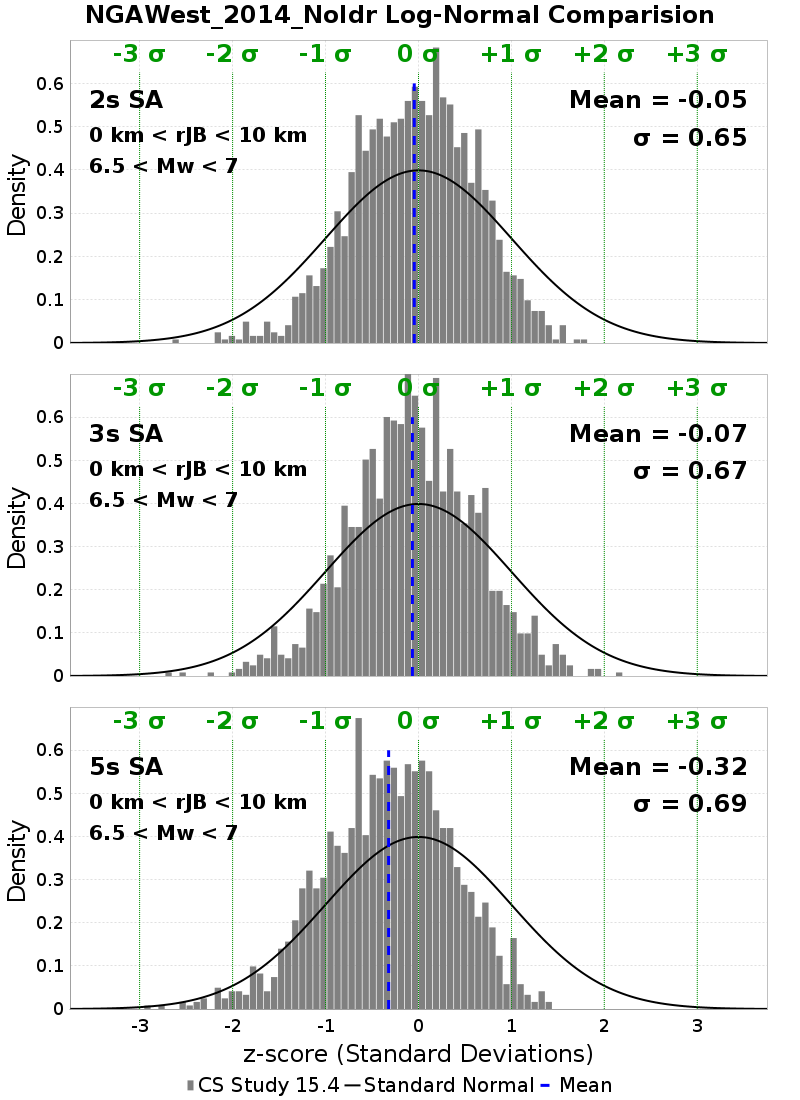 NGAWest_2014_NoIdr Log-Normal Comparision
-3 σ -2 σ -1 σ 0 σ +1 σ +2 σ +3 σ
2s SA
0 km < rJB < 10 km
6.5 < Mw < 7
Mean = -0.05
σ = 0.65
Density
0.6
0.5
0.4
0.3
0.2
0.1
0
-3 σ -2 σ -1 σ 0 σ +1 σ +2 σ +3 σ
3s SA
0 km < rJB < 10 km
6.5 < Mw < 7
Mean = -0.07
σ = 0.67
Density
0.6
0.5
0.4
0.3
0.2
0.1
0
-3 σ -2 σ -1 σ 0 σ +1 σ +2 σ +3 σ
5s SA
0 km < rJB < 10 km
6.5 < Mw < 7
Mean = -0.32
σ = 0.69
Density
0.6
0.5
0.4
0.3
0.2
0.1
0
-3 -2 -1 0 1 2 3
z-score (Standard Deviations)
CS Study 15.4 Standard Normal Mean